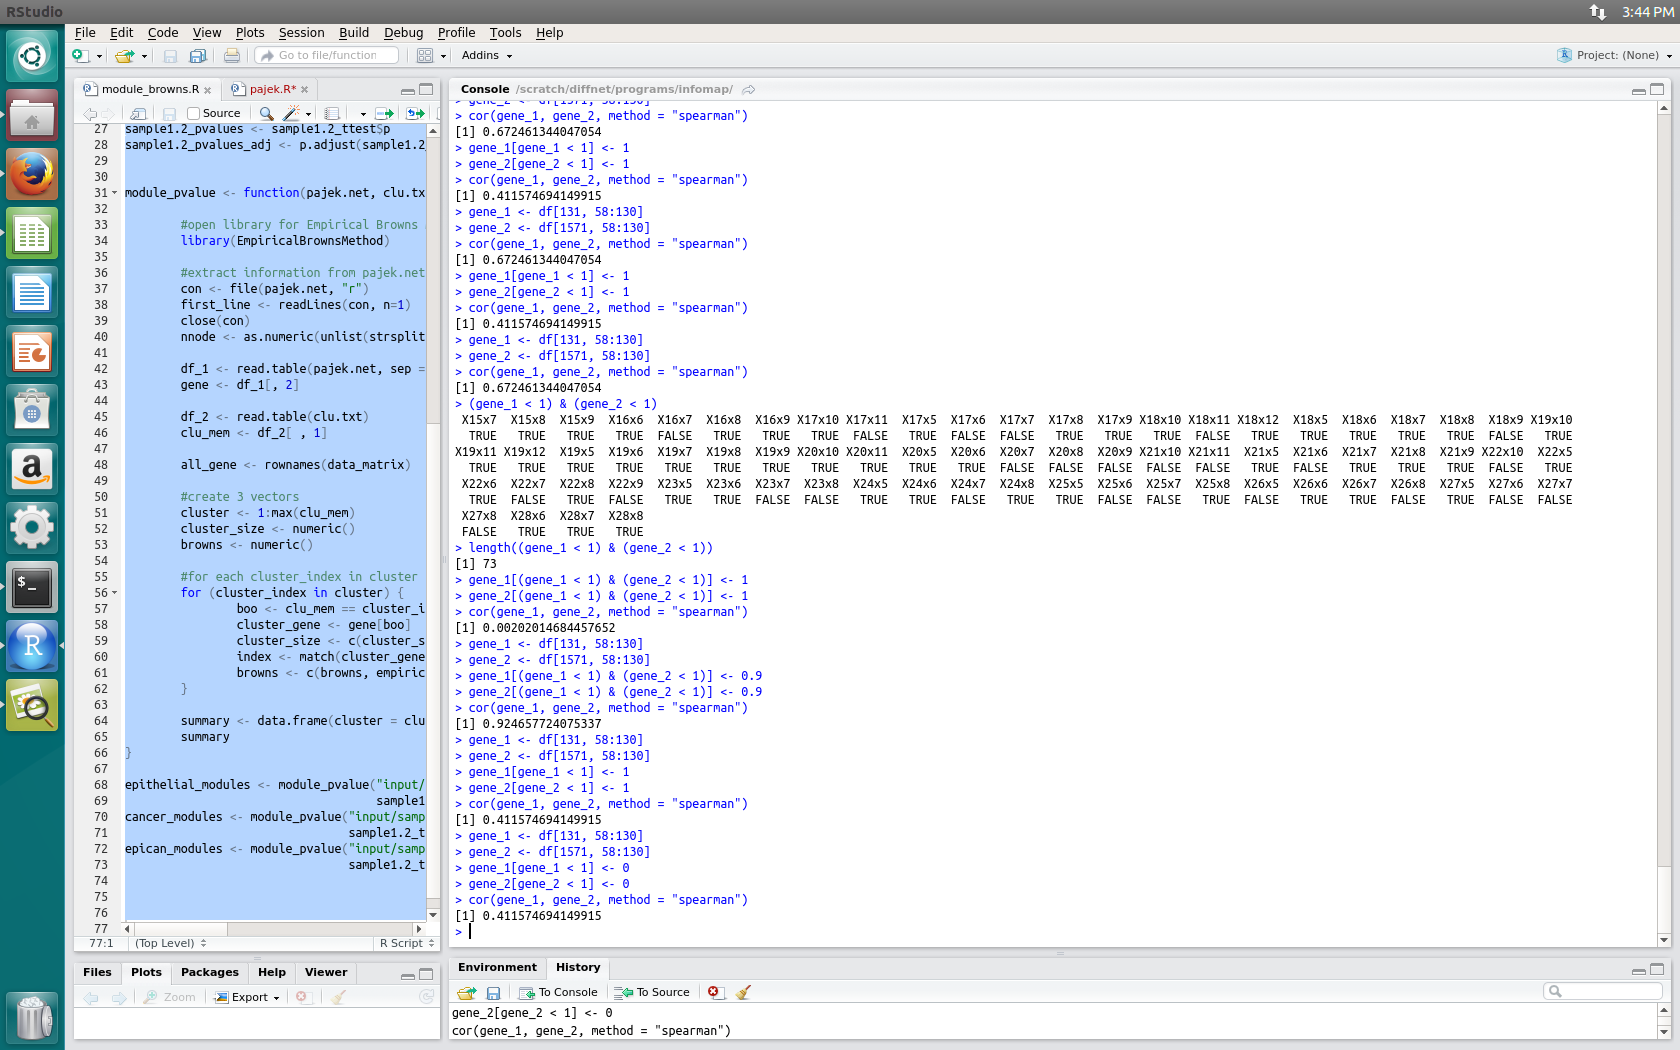 RStudio
3:44 PM
File Edit Code View Plots Session Build Debug Profile Tools Help
Go to file/function
Addins
Project: (None)
module_browns.R
pajek.R*
Source
27 sample1.2_pvalues <- sample1.2_ttest$p
28 sample1.2_pvalues_adj <- p.adjust(sample1.2
29
30
31 module_pvalue <- function(pajek.net, clu.tx
32
33 #open library for Empirical Browns
34 library(EmpiricalBrownsMethod)
35
36 #extract information from pajek.net
37 con <- file(pajek.net, "r")
38 first_line <- readLines(con, n=1)
39 close(con)
40 nnode <- as.numeric(unlist(strsplit
41
42 df_1 <- read.table(pajek.net, sep =
43 gene <- df_1[, 2]
44
45 df_2 <- read.table(clu.txt)
46 clu_mem <- df_2[ , 1]
47
48 all_gene <- rownames(data_matrix)
49
50 #create 3 vectors
51 cluster <- 1:max(clu_mem)
52 cluster_size <- numeric()
53 browns <- numeric()
54
55 #for each cluster_index in cluster
56 for (cluster_index in cluster) {
57 boo <- clu_mem == cluster_i
58 cluster_gene <- gene[boo]
59 cluster_size <- c(cluster_s
60 index <- match(cluster_gene
61 browns <- c(browns, empiric
62 }
63
64 summary <- data.frame(cluster = clu
65 summary
66 }
67
68 epithelial_modules <- module_pvalue("input/
69 sample1
70 cancer_modules <- module_pvalue("input/samp
71 sample1.2_t
72 epican_modules <- module_pvalue("input/samp
73 sample1.2_t
74
75
76
77
77:1 (Top Level) R Script
Files Plots Packages Help Viewer
Zoom Export
Console /scratch/diffnet/programs/infomap/
> gene_2 <- df[1571, 58:130]
> cor(gene_1, gene_2, method = "spearman")
[1] 0.672461344047054
> gene_1[gene_1 < 1] <- 1
> gene_2[gene_2 < 1] <- 1
> cor(gene_1, gene_2, method = "spearman")
[1] 0.411574694149915
> gene_1 <- df[131, 58:130]
> gene_2 <- df[1571, 58:130]
> cor(gene_1, gene_2, method = "spearman")
[1] 0.672461344047054
> gene_1[gene_1 < 1] <- 1
> gene_2[gene_2 < 1] <- 1
> cor(gene_1, gene_2, method = "spearman")
[1] 0.411574694149915
> gene_1 <- df[131, 58:130]
> gene_2 <- df[1571, 58:130]
> cor(gene_1, gene_2, method = "spearman")
[1] 0.672461344047054
> (gene_1 < 1) & (gene_2 < 1)
X15x7 X15x8 X15x9 X16x6 X16x7 X16x8 X16x9 X17x10 X17x11 X17x5 X17x6 X17x7 X17x8 X17x9 X18x10 X18x11 X18x12 X18x5 X18x6 X18x7 X18x8 X18x9 X19x10
TRUE TRUE TRUE TRUE FALSE TRUE TRUE TRUE FALSE TRUE FALSE FALSE TRUE TRUE TRUE FALSE TRUE TRUE TRUE TRUE TRUE FALSE TRUE
X19x11 X19x12 X19x5 X19x6 X19x7 X19x8 X19x9 X20x10 X20x11 X20x5 X20x6 X20x7 X20x8 X20x9 X21x10 X21x11 X21x5 X21x6 X21x7 X21x8 X21x9 X22x10 X22x5
TRUE TRUE TRUE TRUE TRUE TRUE TRUE TRUE TRUE TRUE TRUE FALSE FALSE FALSE FALSE FALSE TRUE FALSE TRUE TRUE TRUE FALSE TRUE
X22x6 X22x7 X22x8 X22x9 X23x5 X23x6 X23x7 X23x8 X24x5 X24x6 X24x7 X24x8 X25x5 X25x6 X25x7 X25x8 X26x5 X26x6 X26x7 X26x8 X27x5 X27x6 X27x7
TRUE FALSE TRUE FALSE TRUE TRUE FALSE FALSE TRUE TRUE FALSE TRUE TRUE FALSE FALSE TRUE FALSE TRUE TRUE FALSE TRUE FALSE FALSE
X27x8 X28x6 X28x7 X28x8
FALSE TRUE TRUE TRUE
> length((gene_1 < 1) & (gene_2 < 1))
[1] 73
> gene_1[(gene_1 < 1) & (gene_2 < 1)] <- 1
> gene_2[(gene_1 < 1) & (gene_2 < 1)] <- 1
> cor(gene_1, gene_2, method = "spearman")
[1] 0.00202014684457652
> gene_1 <- df[131, 58:130]
> gene_2 <- df[1571, 58:130]
> gene_1[(gene_1 < 1) & (gene_2 < 1)] <- 0.9
> gene_2[(gene_1 < 1) & (gene_2 < 1)] <- 0.9
> cor(gene_1, gene_2, method = "spearman")
[1] 0.924657724075337
> gene_1 <- df[131, 58:130]
> gene_2 <- df[1571, 58:130]
> gene_1[gene_1 < 1] <- 1
> gene_2[gene_2 < 1] <- 1
> cor(gene_1, gene_2, method = "spearman")
[1] 0.411574694149915
> gene_1 <- df[131, 58:130]
> gene_2 <- df[1571, 58:130]
> gene_1[gene_1 < 1] <- 0
> gene_2[gene_2 < 1] <- 0
> cor(gene_1, gene_2, method = "spearman")
[1] 0.411574694149915
>
Environment History
To Console To Source
gene_2[gene_2 < 1] <- 0
cor(gene_1, gene_2, method = "spearman")